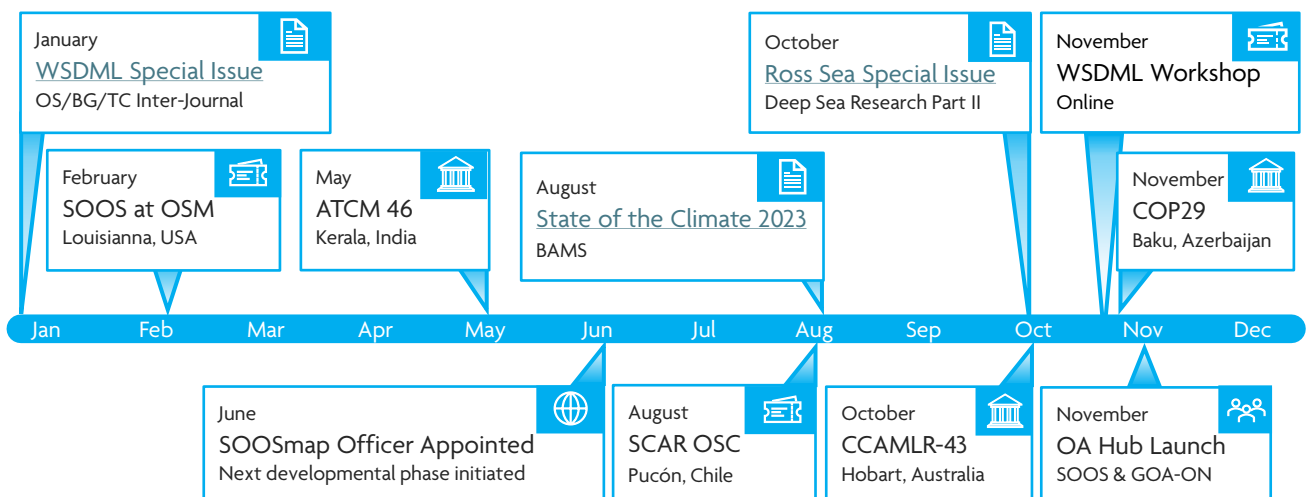 January
WSDML Special Issue
OS/BG/TC Inter-Journal
October
Ross Sea Special Issue
Deep Sea Research Part II
November
WSDML Workshop
Online
February
SOOS at OSM
Louisianna, USA
May
ATCM 46
Kerala, India
August
State of the Climate 2023
BAMS
November
COP29
Baku, Azerbaijan
Jan Feb Mar Apr May Jun Jul Aug Sep Oct Nov Dec
June
SOOSmap Officer Appointed
Next developmental phase initiated
August
SCAR OSC
Pucón, Chile
October
CCAMLR-43
Hobart, Australia
November
OA Hub Launch
SOOS & GOA-ON